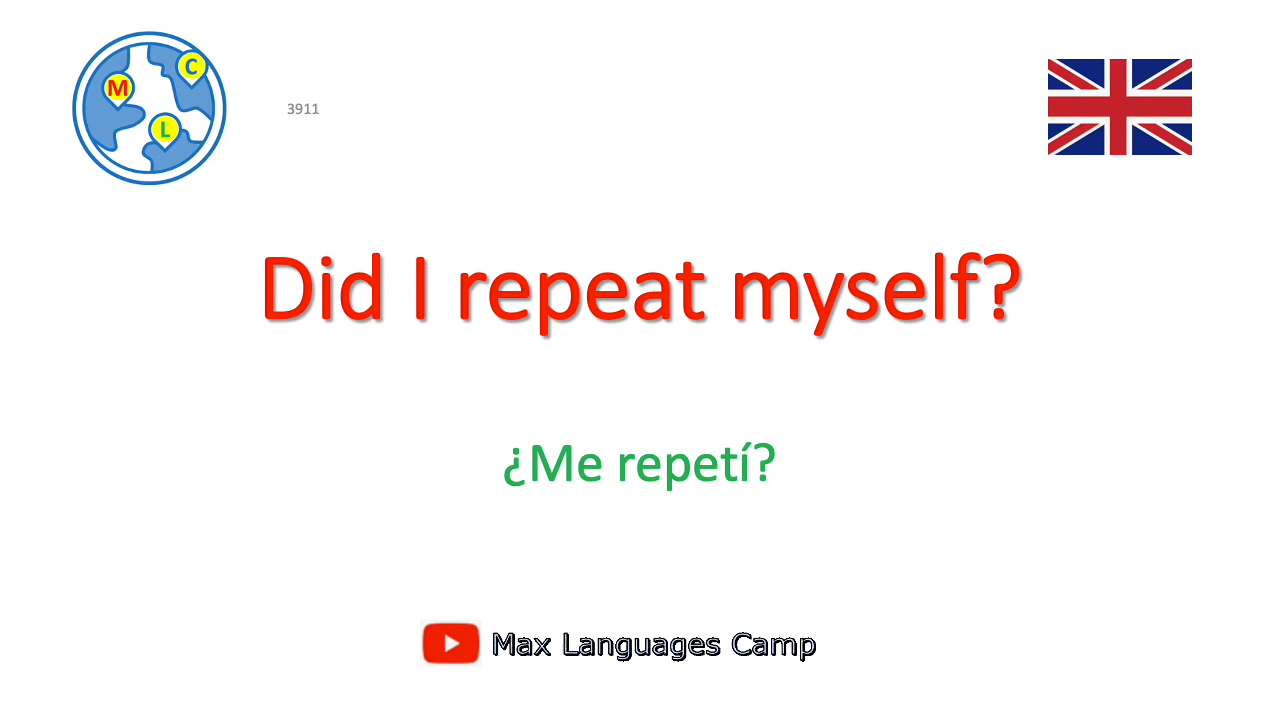 M
C
L
3911
Did I repeat myself?
¿Me repetí?
Max Languages Camp